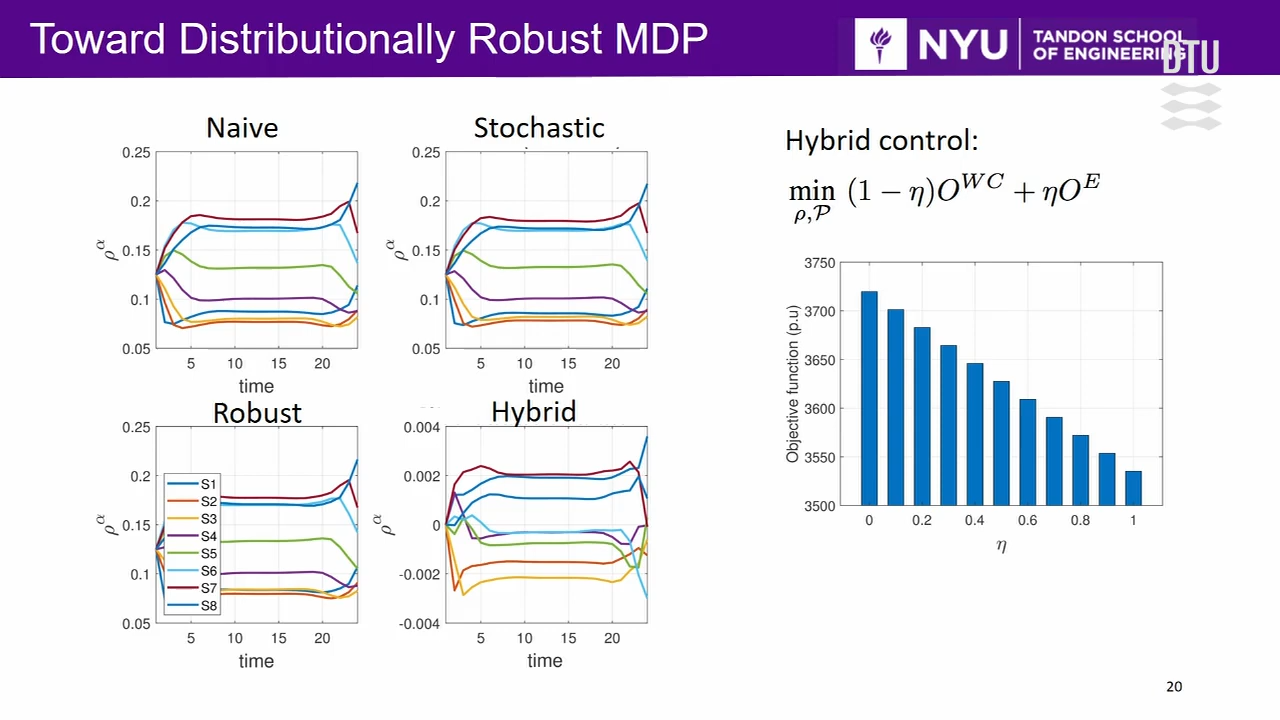 Toward Distributionally Robust MDP
NYU
TANDON SCHOOL
OF ENGINEERING
DTU
Naive
0.25
0.2
0.15
0.1
0.05
ρ^α
5 10 15 20
time
Stochastic
0.25
0.2
0.15
0.1
0.05
ρ^α
5 10 15 20
time
Robust
0.25
0.2
0.15
0.1
0.05
ρ^α
S1
S2
S3
S4
S5
S6
S7
S8
5 10 15 20
time
Hybrid
0.004
0.002
0
-0.002
-0.004
ρ^α
5 10 15 20
time
Hybrid control:
min (1 − η)O^{WC} + ηO^E
ρ,𝒫
3750
3700
3650
3600
3550
3500
Objective function (p.u)
0 0.2 0.4 0.6 0.8 1
η
20